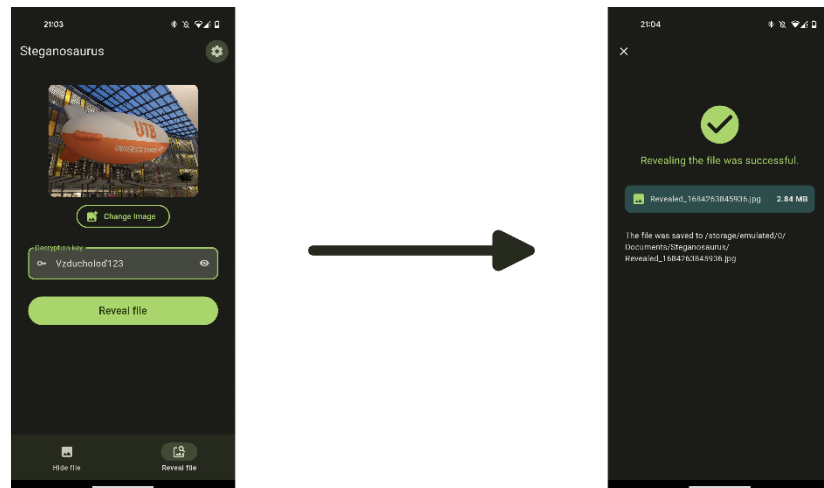 21:03
Steganosaurus
UTB
Change Image
Decryption key
Vzducholoď123
Reveal file
Hide file
Reveal file
21:04
Revealing the file was successful.
Revealed_1684263845936.jpg 2.84 MB
The file was saved to /storage/emulated/0/
Documents/Steganosaurus/
Revealed_1684263845936.jpg